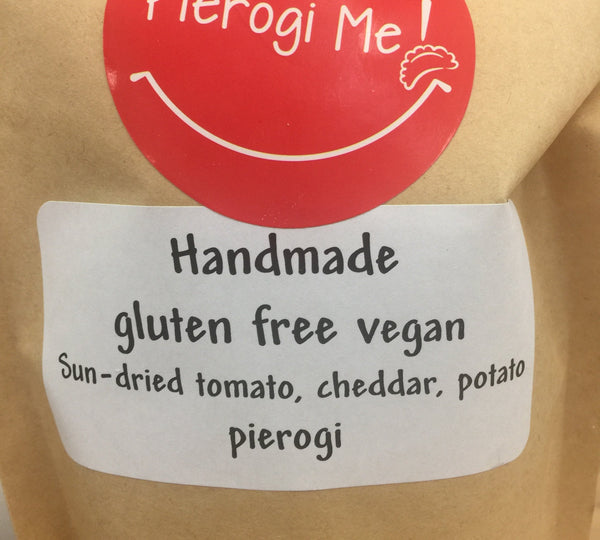 Pierogi Me!
Handmade
gluten free vegan
Sun-dried tomato, cheddar, potato
pierogi